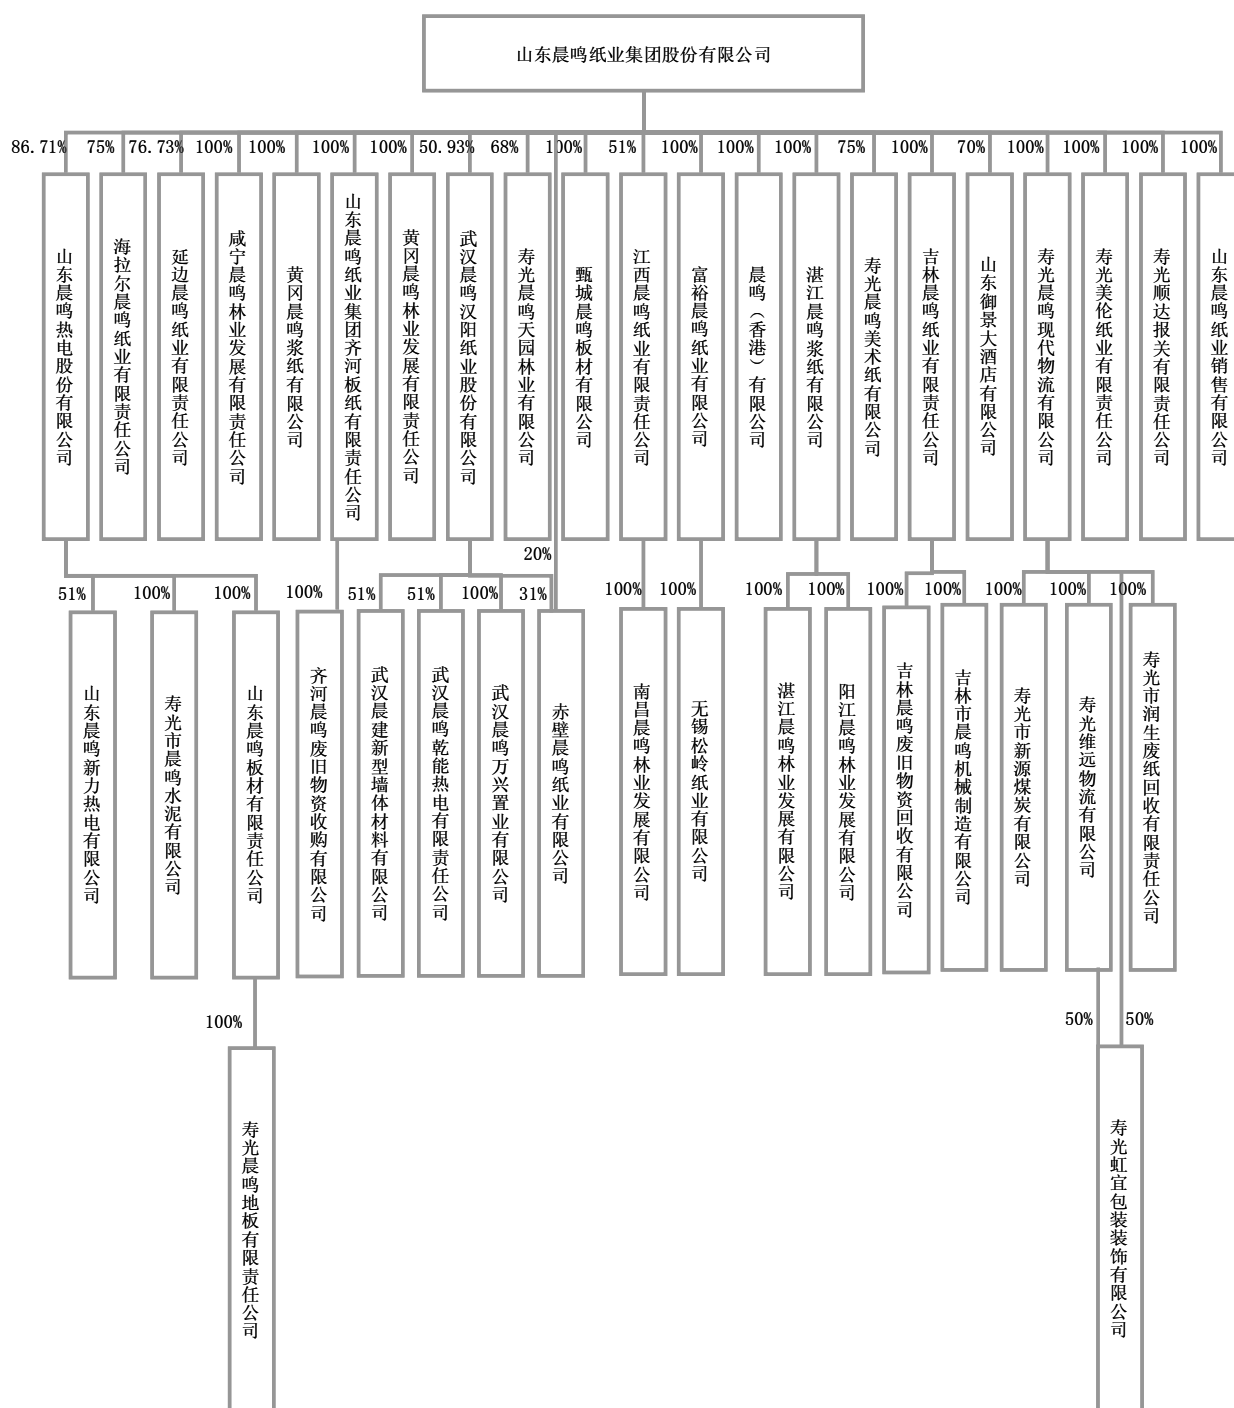 山东晨鸣纸业集团股份有限公司
86.71% 75% 76.73% 100% 100% 100% 100% 50.93% 68% 100% 51% 100% 100% 100% 75% 100% 70% 100% 100% 100% 100%
山东晨鸣热电股份有限公司
海拉尔晨鸣纸业有限责任公司
延边晨鸣纸业有限责任公司
咸宁晨鸣林业发展有限责任公司
黄冈晨鸣浆纸有限公司
山东晨鸣纸业集团齐河板纸有限责任公司
黄冈晨鸣林业发展有限责任公司
武汉晨鸣汉阳纸业股份有限公司
寿光晨鸣天园林业有限公司
甄城晨鸣板材有限公司
江西晨鸣纸业有限责任公司
富裕晨鸣纸业有限公司
晨鸣（香港）有限公司
湛江晨鸣浆纸有限公司
寿光晨鸣美术纸有限公司
吉林晨鸣纸业有限责任公司
山东御景大酒店有限公司
寿光晨鸣现代物流有限公司
寿光美伦纸业有限责任公司
寿光顺达报关有限责任公司
山东晨鸣纸业销售有限公司
20%
51% 100% 100% 100% 51% 51% 100% 31% 100% 100% 100% 100% 100% 100% 100% 100% 100%
山东晨鸣新力热电有限公司
寿光市晨鸣水泥有限公司
山东晨鸣板材有限责任公司
齐河晨鸣废旧物资收购有限公司
武汉晨建新型墙体材料有限公司
武汉晨鸣乾能热电有限责任公司
武汉晨鸣万兴置业有限公司
赤壁晨鸣纸业有限公司
南昌晨鸣林业发展有限公司
无锡松岭纸业有限公司
湛江晨鸣林业发展有限公司
阳江晨鸣林业发展有限公司
吉林晨鸣废旧物资回收有限公司
吉林市晨鸣机械制造有限公司
寿光市新源煤炭有限公司
寿光维远物流有限公司
寿光市润生废纸回收有限责任公司
100% 50% 50%
寿光晨鸣地板有限责任公司
寿光虹宜包装装饰有限公司